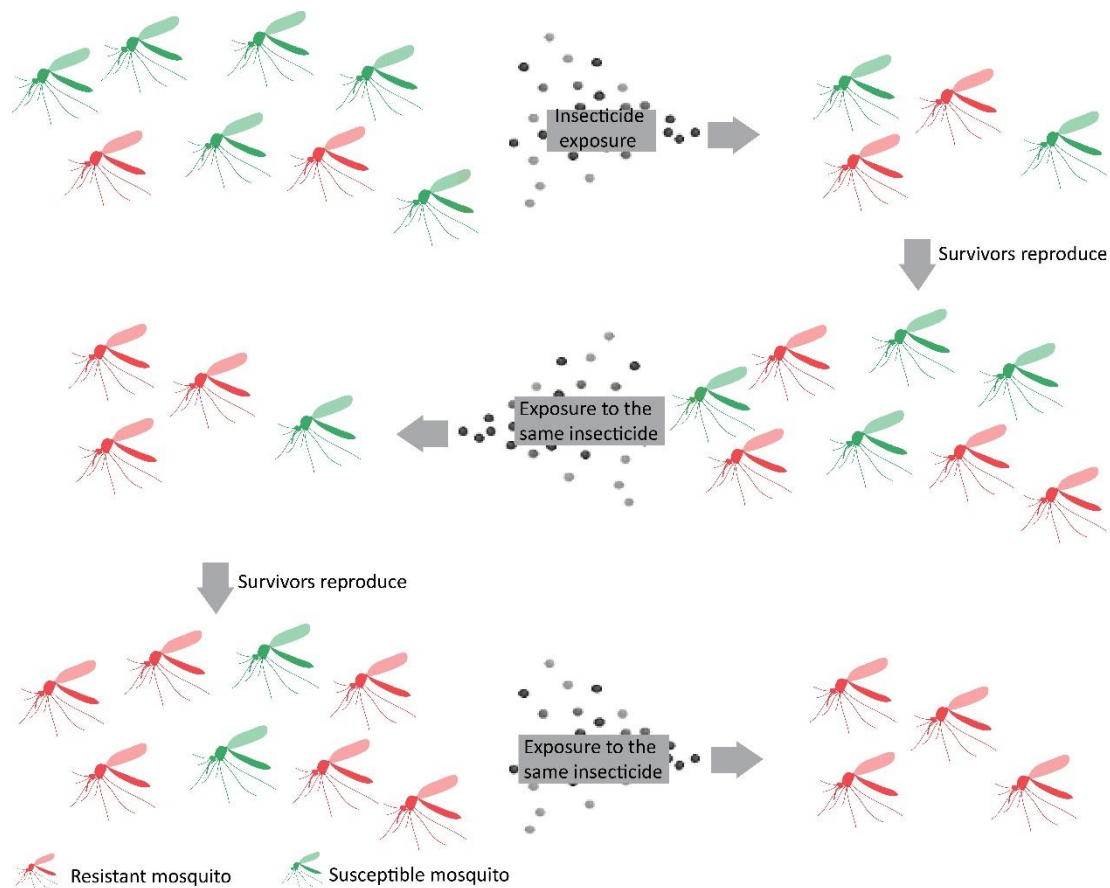 Insecticide
exposure
Survivors reproduce
Exposure to the
same insecticide
Survivors reproduce
Exposure to the
same insecticide
Resistant mosquito
Susceptible mosquito